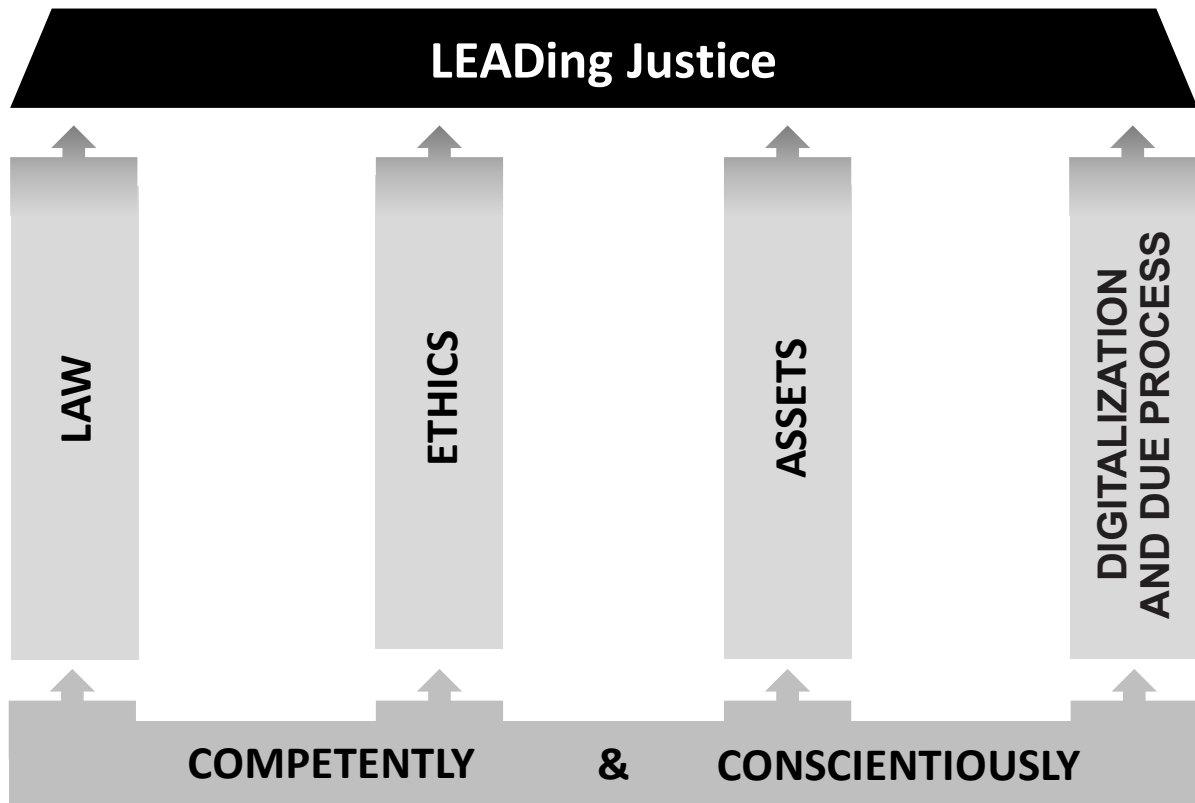 LEADing Justice
LAW
ETHICS
ASSETS
DIGITALIZATION
AND DUE PROCESS
COMPETENTLY & CONSCIENTIOUSLY